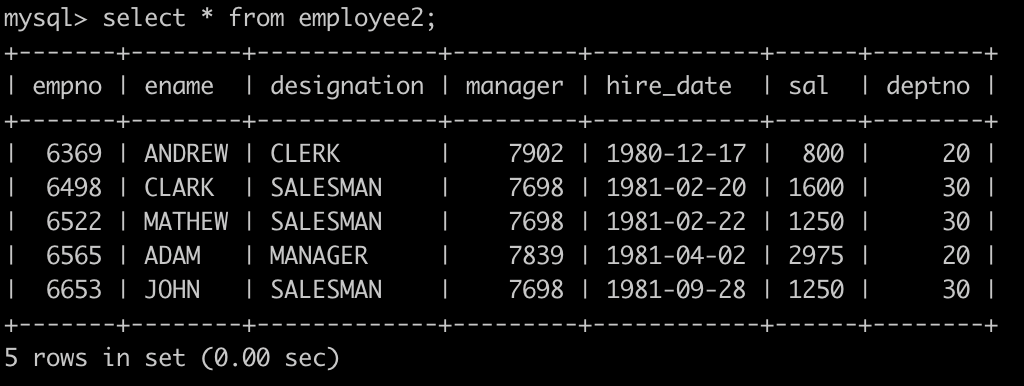 mysql> select * from employee2;
+-------+--------+-------------+---------+------------+------+--------+
| empno | ename  | designation | manager | hire_date  | sal  | deptno |
+-------+--------+-------------+---------+------------+------+--------+
|  6369 | ANDREW | CLERK       |    7902 | 1980-12-17 |  800 |     20 |
|  6498 | CLARK  | SALESMAN    |    7698 | 1981-02-20 | 1600 |     30 |
|  6522 | MATHEW | SALESMAN    |    7698 | 1981-02-22 | 1250 |     30 |
|  6565 | ADAM   | MANAGER     |    7839 | 1981-04-02 | 2975 |     20 |
|  6653 | JOHN   | SALESMAN    |    7698 | 1981-09-28 | 1250 |     30 |
+-------+--------+-------------+---------+------------+------+--------+
5 rows in set (0.00 sec)